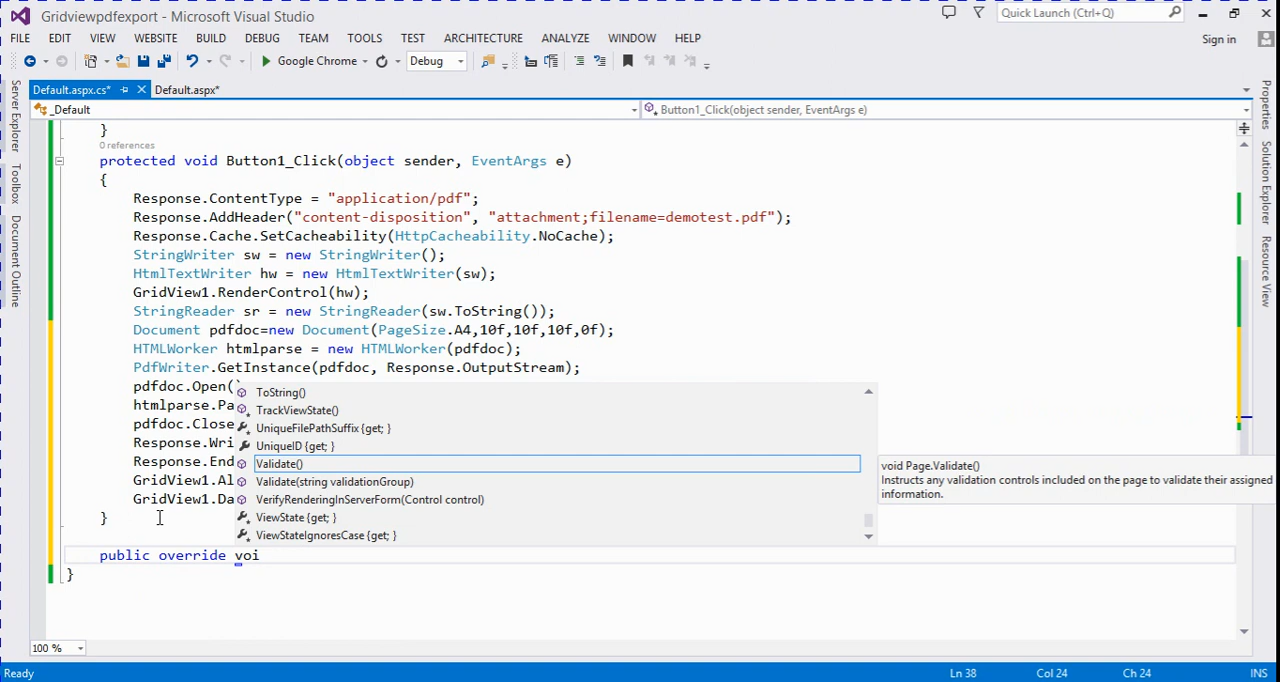 Gridviewpdfexport - Microsoft Visual Studio
Quick Launch (Ctrl+Q)
FILE EDIT VIEW WEBSITE BUILD DEBUG TEAM TOOLS TEST ARCHITECTURE ANALYZE WINDOW HELP
Sign in
Google Chrome
Debug
Default.aspx.cs*
Default.aspx*
_Default
Button1_Click(object sender, EventArgs e)
Server Explorer
Toolbox
Document Outline
Properties
Solution Explorer
Resource View
}
0 references
protected void Button1_Click(object sender, EventArgs e)
{
Response.ContentType = "application/pdf";
Response.AddHeader("content-disposition", "attachment;filename=demotest.pdf");
Response.Cache.SetCacheability(HttpCacheability.NoCache);
StringWriter sw = new StringWriter();
HtmlTextWriter hw = new HtmlTextWriter(sw);
GridView1.RenderControl(hw);
StringReader sr = new StringReader(sw.ToString());
Document pdfdoc=new Document(PageSize.A4,10f,10f,10f,0f);
HTMLWorker htmlparse = new HTMLWorker(pdfdoc);
PdfWriter.GetInstance(pdfdoc, Response.OutputStream);
pdfdoc.Open()
htmlparse.Pa
pdfdoc.Close
Response.Wri
Response.End
GridView1.Al
GridView1.Da
}
public override voi
}
ToString()
TrackViewState()
UniqueFilePathSuffix {get; }
UniqueID {get; }
Validate()
Validate(string validationGroup)
VerifyRenderingInServerForm(Control control)
ViewState {get; }
ViewStateIgnoresCase {get; }
void Page.Validate()
Instructs any validation controls included on the page to validate their assigned
information.
100 %
Ready
Ln 38
Col 24
Ch 24
INS